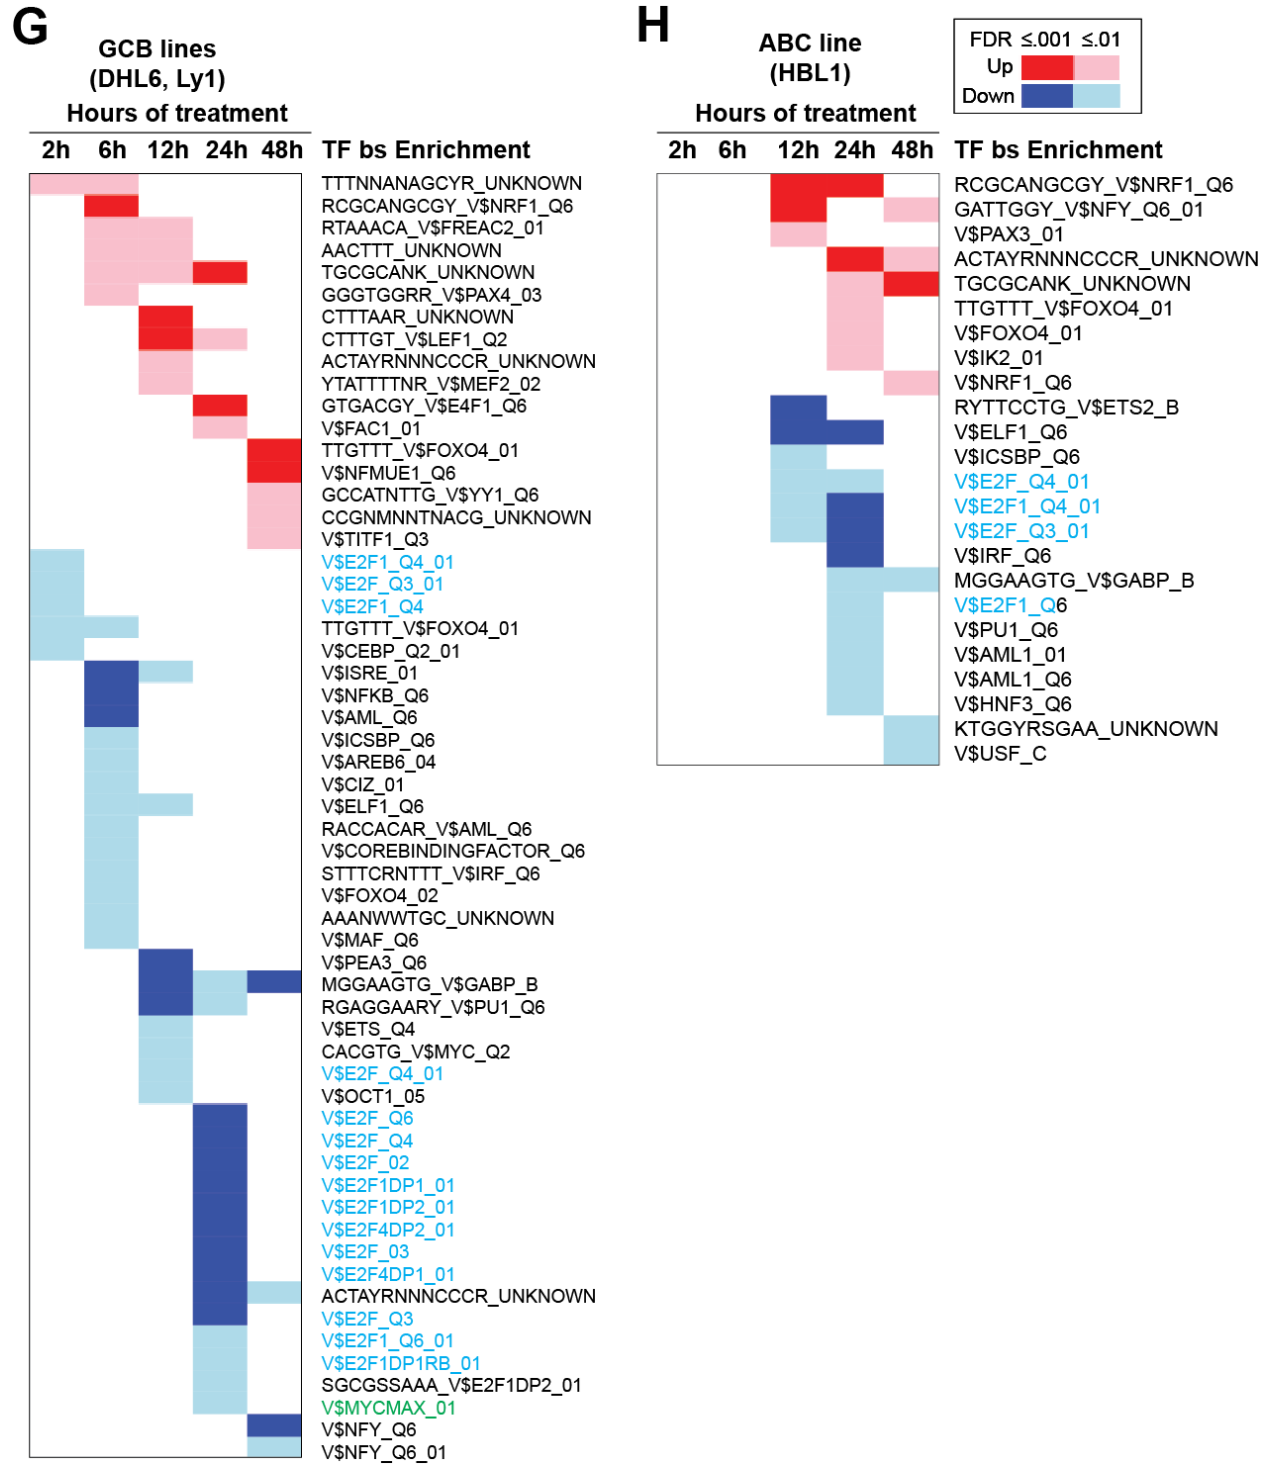 G
GCB lines
(DHL6, Ly1)
Hours of treatment
2h 6h 12h 24h 48h TF bs Enrichment
TTTNNANAGCYR_UNKNOWN
RCGCANGCGY_V$NRF1_Q6
RTAAACA_V$FREAC2_01
AACTTT_UNKNOWN
TGCGCANK_UNKNOWN
GGGTGGRR_V$PAX4_03
CTTTAAR_UNKNOWN
CTTTGT_V$LEF1_Q2
ACTAYRNNNCCCR_UNKNOWN
YTATTTTNR_V$MEF2_02
GTGACGY_V$E4F1_Q6
V$FAC1_01
TTGTTT_V$FOXO4_01
V$NFMUE1_Q6
GCCATNTTG_V$YY1_Q6
CCGNMNNTNACG_UNKNOWN
V$TITF1_Q3
V$E2F1_Q4_01
V$E2F_Q3_01
V$E2F1_Q4
TTGTTT_V$FOXO4_01
V$CEBP_Q2_01
V$ISRE_01
V$NFKB_Q6
V$AML_Q6
V$ICSBP_Q6
V$AREB6_04
V$CIZ_01
V$ELF1_Q6
RACCACAR_V$AML_Q6
V$COREBINDINGFACTOR_Q6
STTTCRNTTT_V$IRF_Q6
V$FOXO4_02
AAANWWTGC_UNKNOWN
V$MAF_Q6
V$PEA3_Q6
MGGAAGTG_V$GABP_B
RGAGGAARY_V$PU1_Q6
V$ETS_Q4
CACGTG_V$MYC_Q2
V$E2F_Q4_01
V$OCT1_05
V$E2F_Q6
V$E2F_Q4
V$E2F_02
V$E2F1DP1_01
V$E2F1DP2_01
V$E2F4DP2_01
V$E2F_03
V$E2F4DP1_01
ACTAYRNNNCCCR_UNKNOWN
V$E2F_Q3
V$E2F1_Q6_01
V$E2F1DP1RB_01
SGCGSSAAA_V$E2F1DP2_01
V$MYCMAX_01
V$NFY_Q6
V$NFY_Q6_01
H
ABC line
(HBL1)
Hours of treatment
2h 6h 12h 24h 48h TF bs Enrichment
RCGCANGCGY_V$NRF1_Q6
GATTGGY_V$NFY_Q6_01
V$PAX3_01
ACTAYRNNNCCCR_UNKNOWN
TGCGCANK_UNKNOWN
TTGTTT_V$FOXO4_01
V$FOXO4_01
V$IK2_01
V$NRF1_Q6
RYTTCCTG_V$ETS2_B
V$ELF1_Q6
V$ICSBP_Q6
V$E2F_Q4_01
V$E2F1_Q4_01
V$E2F_Q3_01
V$IRF_Q6
MGGAAGTG_V$GABP_B
V$E2F1_Q6
V$PU1_Q6
V$AML1_01
V$AML1_Q6
V$HNF3_Q6
KTGGYRSGAA_UNKNOWN
V$USF_C
FDR ≤.001 ≤.01
Up
Down